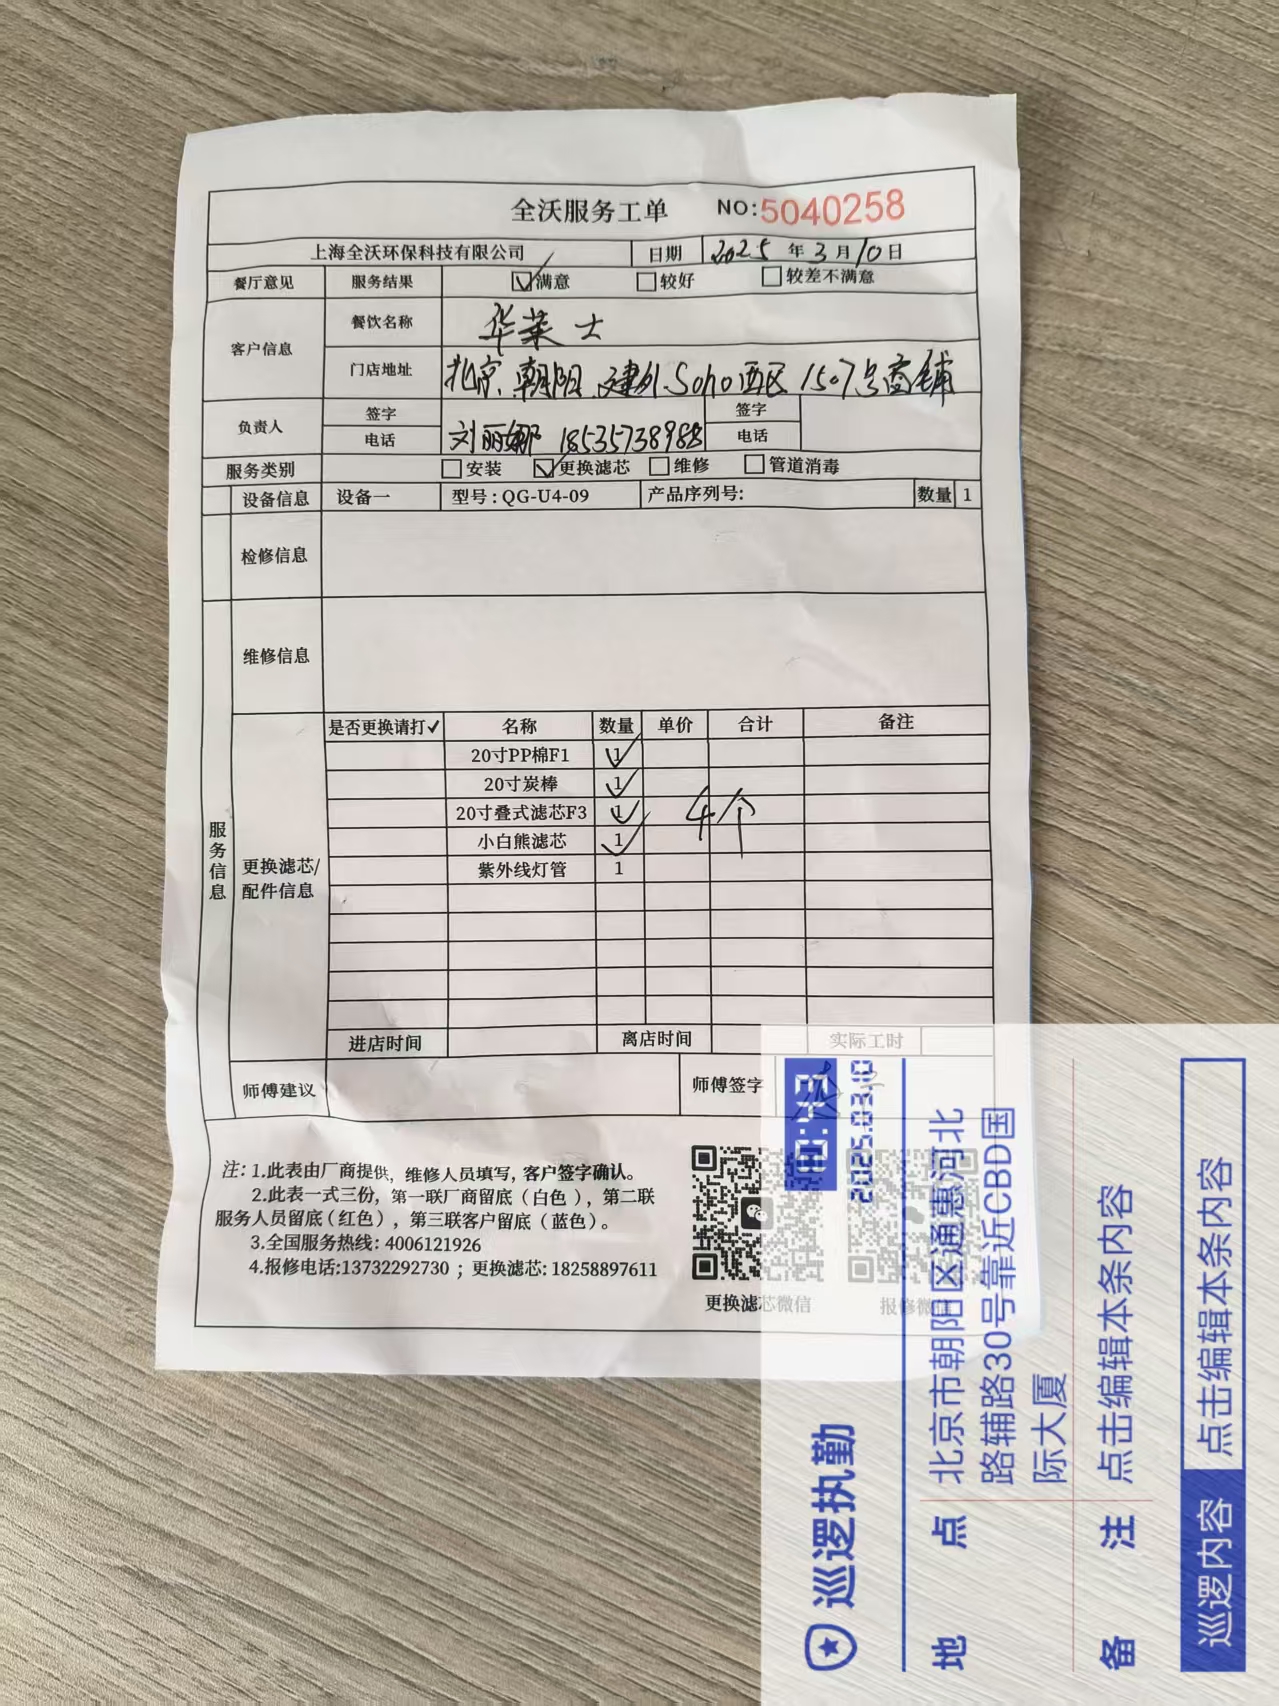 全沃服务工单 NO:5040258
上海全沃环保科技有限公司 日期 2025 年 3 月 10 日
餐厅意见 服务结果 满意 较好 较差不满意
客户信息 餐饮名称 华莱士
门店地址 北京.朝阳.建外.Soho西区 1507号商铺
负责人 签字 刘丽娜 签字
电话 18535738988 电话
服务类别 安装 更换滤芯 维修 管道消毒
设备信息 设备一 型号:QG-U4-09 产品序列号: 数量 1
检修信息
维修信息
服务信息
更换滤芯/配件信息
是否更换请打✓ 名称 数量 单价 合计 备注
20寸PP棉F1 1
20寸炭棒 1
20寸叠式滤芯F3 1
4个
小白熊滤芯 1
紫外线灯管 1
进店时间 离店时间 实际工时
师傅建议 师傅签字
注: 1.此表由厂商提供, 维修人员填写, 客户签字确认。
2.此表一式三份, 第一联厂商留底(白色), 第二联
服务人员留底(红色), 第三联客户留底(蓝色)。
3.全国服务热线: 4006121926
4.报修电话:13732292730 ; 更换滤芯: 18258897611
更换滤芯微信 报修微信
巡逻执勤 10:43
2025.03.10
地点 北京市朝阳区通惠河北
路辅路30号靠近CBD国
际大厦
备注 点击编辑本条内容
巡逻内容 点击编辑本条内容